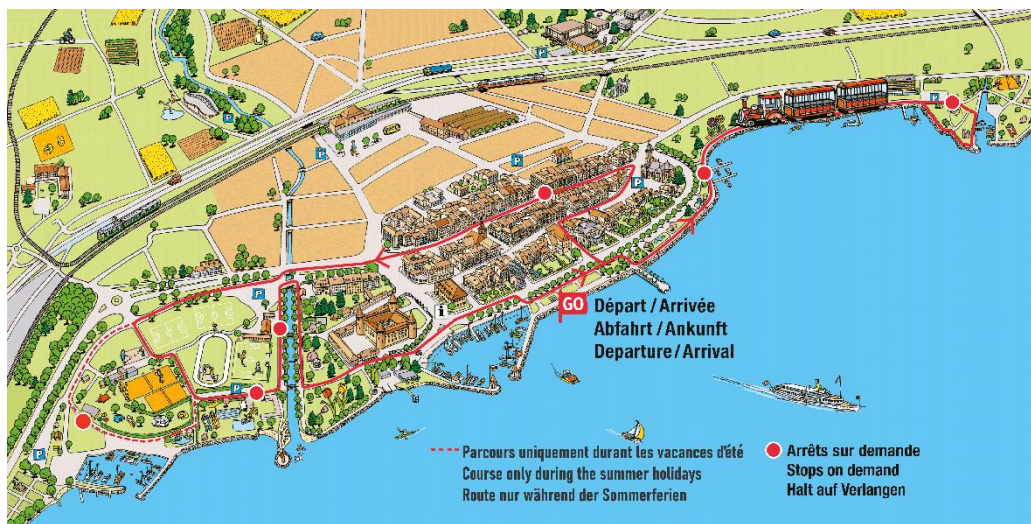 P
P
P
P
P
P
GO
Départ / Arrivée
Abfahrt / Ankunft
Departure / Arrival
i
P
P
P
Parcours uniquement durant les vacances d'été
Course only during the summer holidays
Route nur während der Sommerferien
Arrêts sur demande
Stops on demand
Halt auf Verlangen